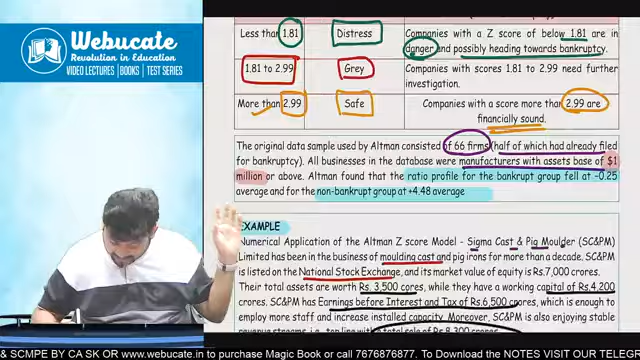 Webucate
Revolution in Education
VIDEO LECTURES | BOOKS | TEST SERIES
Less than 1.81 Distress Companies with a Z score of below 1.81 are in danger and possibly heading towards bankruptcy.
1.81 to 2.99 Grey Companies with scores 1.81 to 2.99 need further investigation.
More than 2.99 Safe Companies with a score more than 2.99 are financially sound.
The original data sample used by Altman consisted of 66 firms (half of which had already filed
for bankruptcy). All businesses in the database were manufacturers with assets base of $1
million or above. Altman found that the ratio profile for the bankrupt group fell at -0.25
average and for the non-bankrupt group at +4.48 average
EXAMPLE
Numerical Application of the Altman Z score Model - Sigma Cast & Pig Moulder (SC&PM)
Limited has been in the business of moulding cast and pig irons for more than a decade. SC&PM
is listed on the National Stock Exchange, and its market value of equity is Rs.7,000 crores.
Their total assets are worth Rs. 3,500 cores, while they have a working capital of Rs.4,200
crores. SC&PM has Earnings before Interest and Tax of Rs.6,500 crores, which is enough to
employ more staff and increase installed capacity. Moreover, SC&PM is also enjoying stable
revenue streams, i.e., top line with total sale of Rs.8,300 crores
& SCMPE BY CA SK OR www.webucate.in to purchase Magic Book or call 7676876877. To Download the NOTES VISIT OUR TELEG